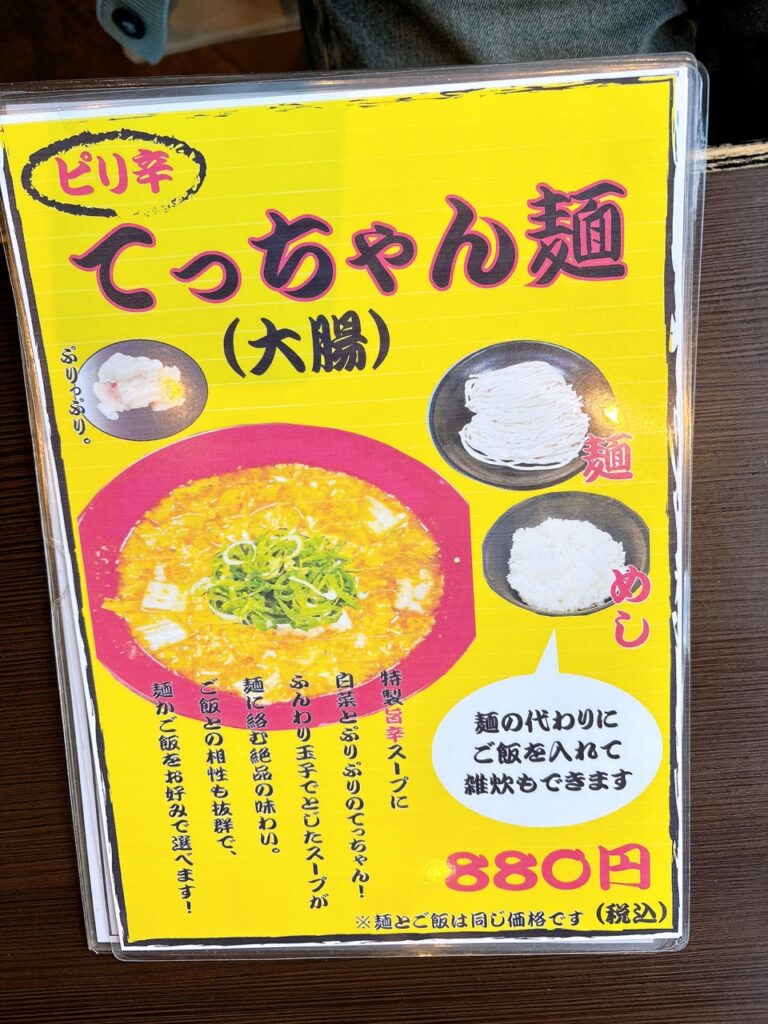 ピリ辛
てっちゃん麺
(大腸)
ぷりっぷり。
麺
めし
麺の代わりに
ご飯を入れて
雑炊もできます
特製旨辛スープに
白菜とぷりぷりのてっちゃん!
ふんわり玉子でとじたスープが
麺に絡む絶品の味わい。
ご飯との相性も抜群で、
麺かご飯をお好みで選べます!
880円
(税込)
※麺とご飯は同じ価格です